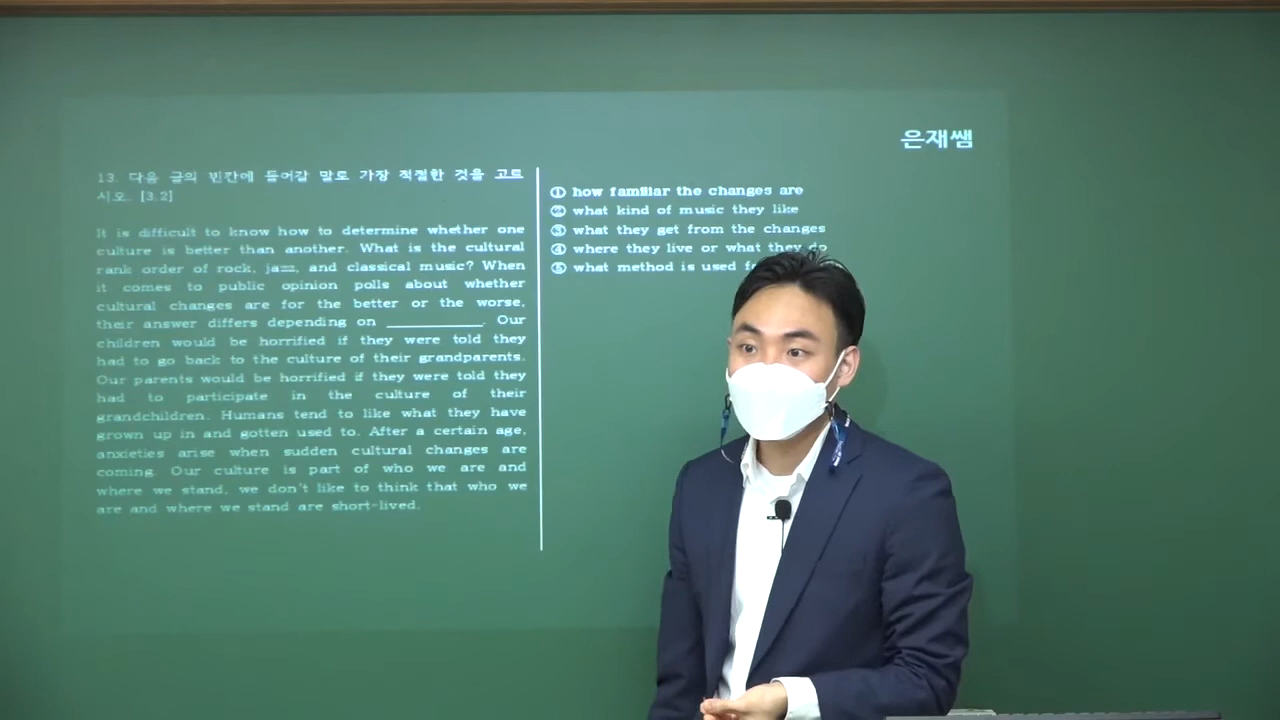 은재쌤
13. 다음 글의 빈칸에 들어갈 말로 가장 적절한 것을 고르
시오. [3.2]
It is difficult to know how to determine whether one
culture is better than another. What is the cultural
rank order of rock, jazz, and classical music? When
it comes to public opinion polls about whether
cultural changes are for the better or the worse,
their answer differs depending on ____________. Our
children would be horrified if they were told they
had to go back to the culture of their grandparents.
Our parents would be horrified if they were told they
had to participate in the culture of their
grandchildren. Humans tend to like what they have
grown up in and gotten used to. After a certain age,
anxieties arise when sudden cultural changes are
coming. Our culture is part of who we are and
where we stand, we don't like to think that who we
are and where we stand are short-lived.
① how familiar the changes are
② what kind of music they like
③ what they get from the changes
④ where they live or what they do
⑤ what method is used